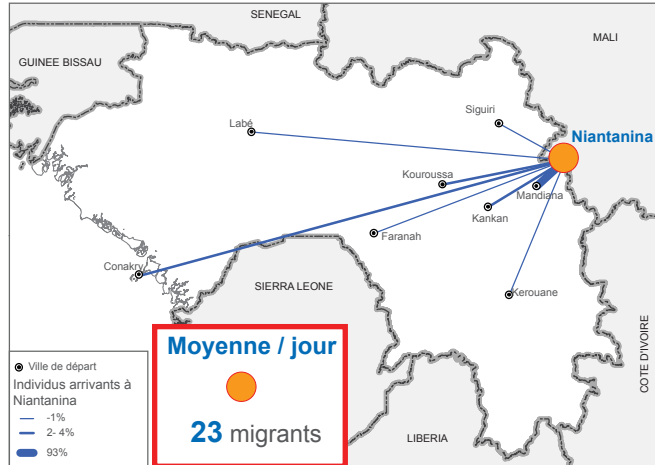 SENEGAL
MALI
GUINEE BISSAU
Labé
Siguiri
Niantanina
Kouroussa
Mandiana
Kankan
Faranah
Conakry
SIERRA LEONE
Kerouane
COTE D'IVOIRE
LIBERIA
Ville de départ
Individus arrivants à
Niantanina
-1%
2- 4%
93%
Moyenne / jour
23 migrants